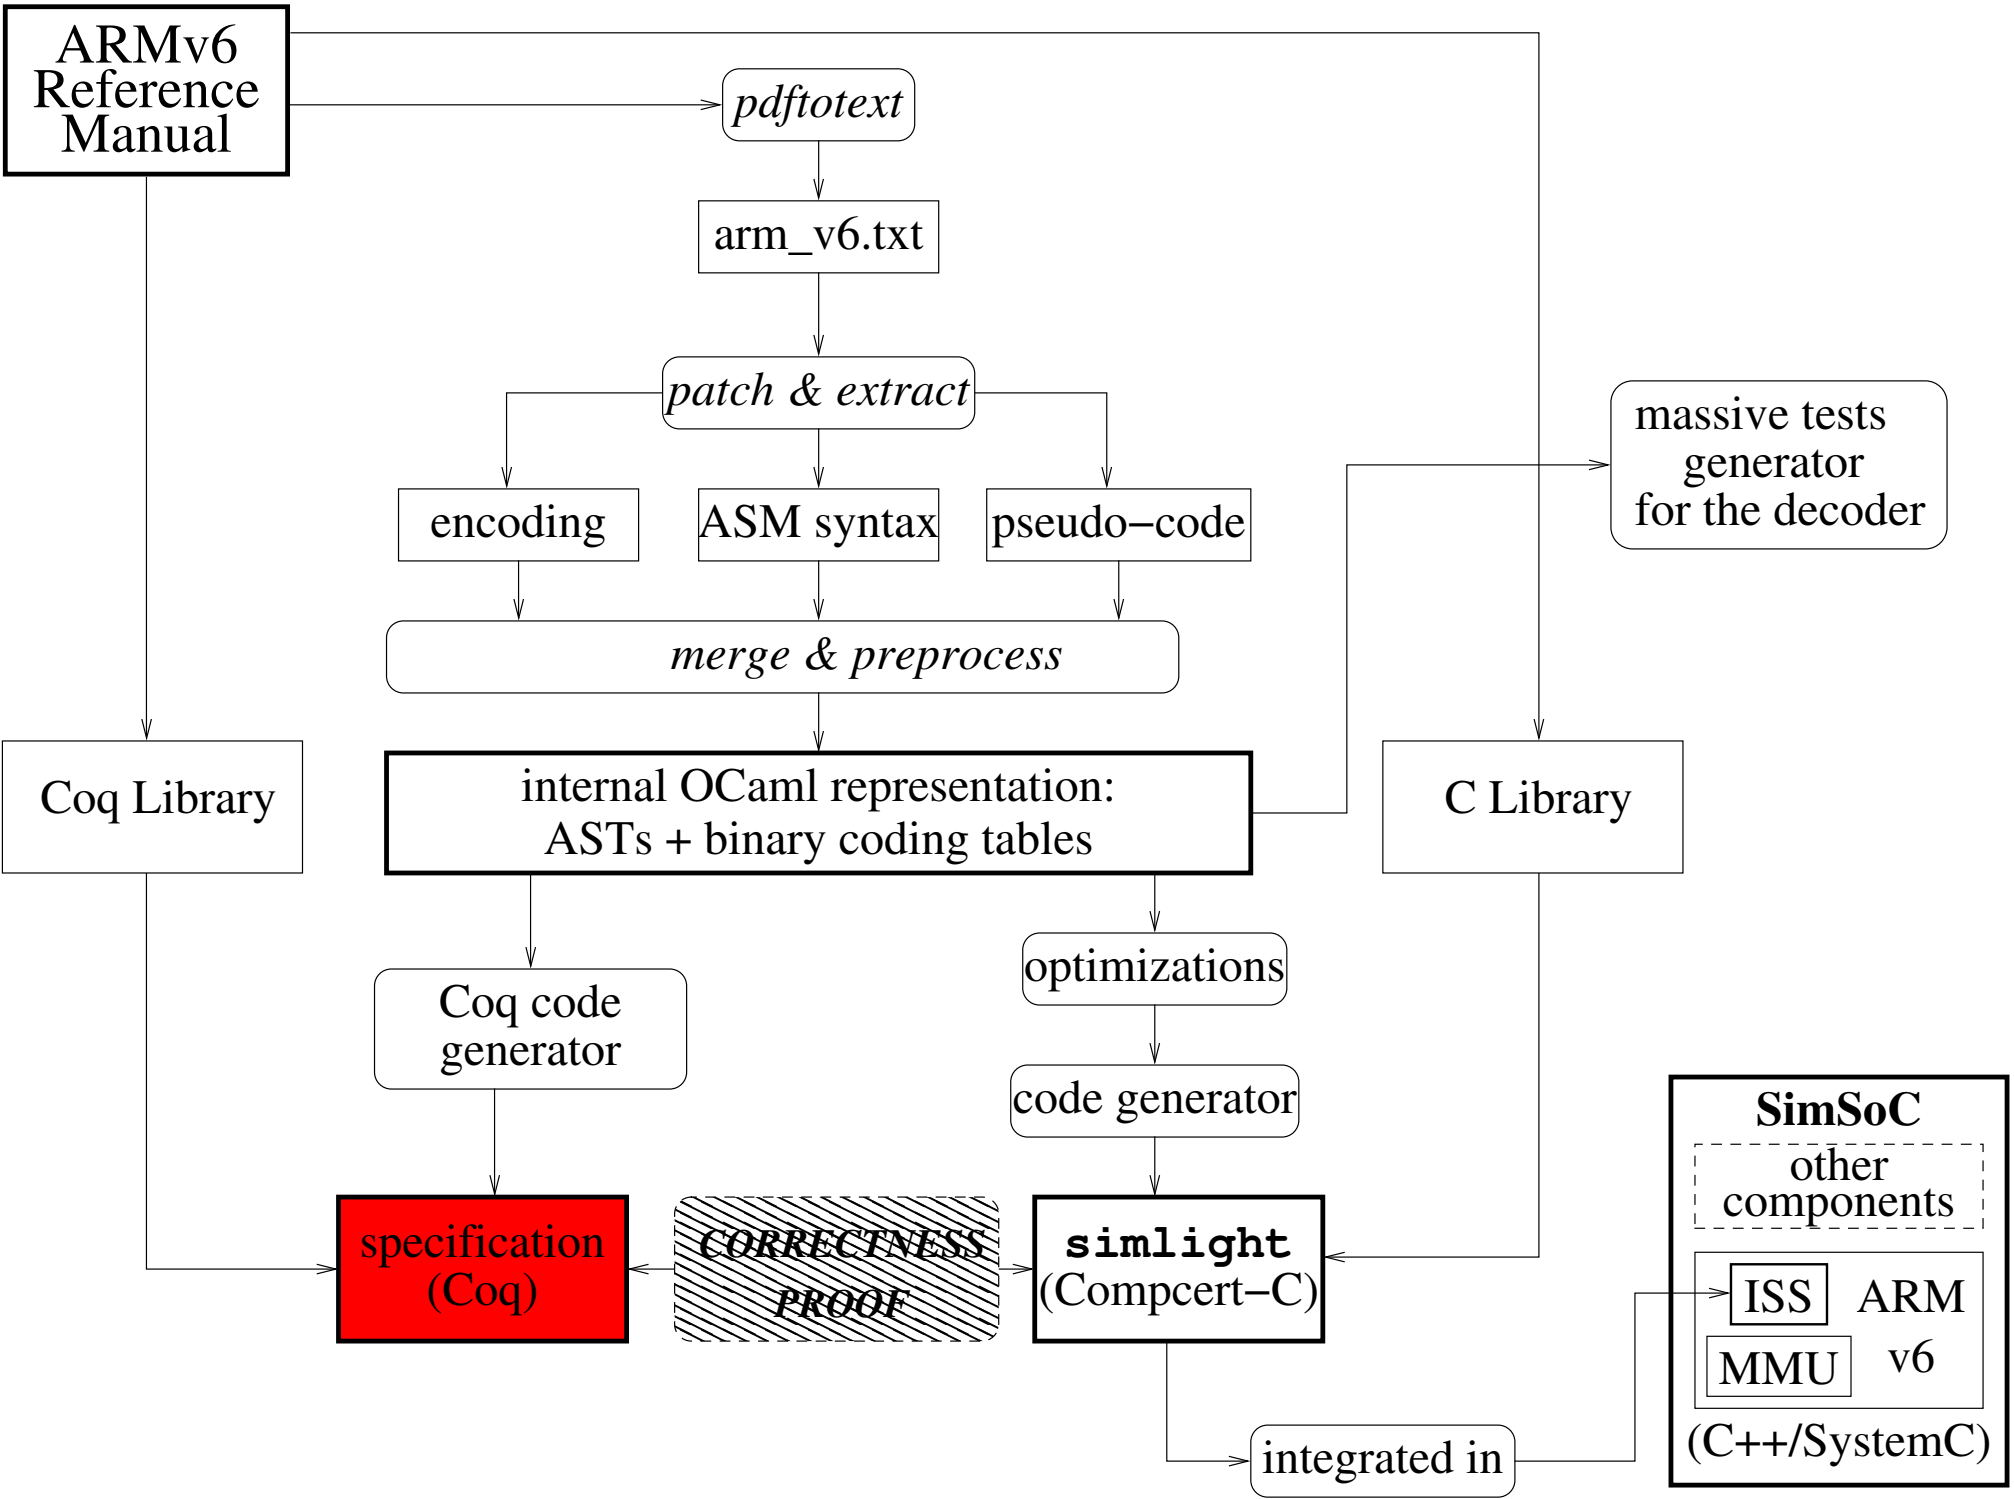 ARMv6
Reference
Manual
pdftotext
arm_v6.txt
patch & extract
massive tests
generator
for the decoder
encoding
ASM syntax
pseudo−code
merge & preprocess
Coq Library
internal OCaml representation:
ASTs + binary coding tables
C Library
optimizations
Coq code
generator
code generator
SimSoC
other
components
specification
(Coq)
CORRECTNESS
PROOF
simlight
(Compcert−C)
ISS
ARM
v6
MMU
(C++/SystemC)
integrated in